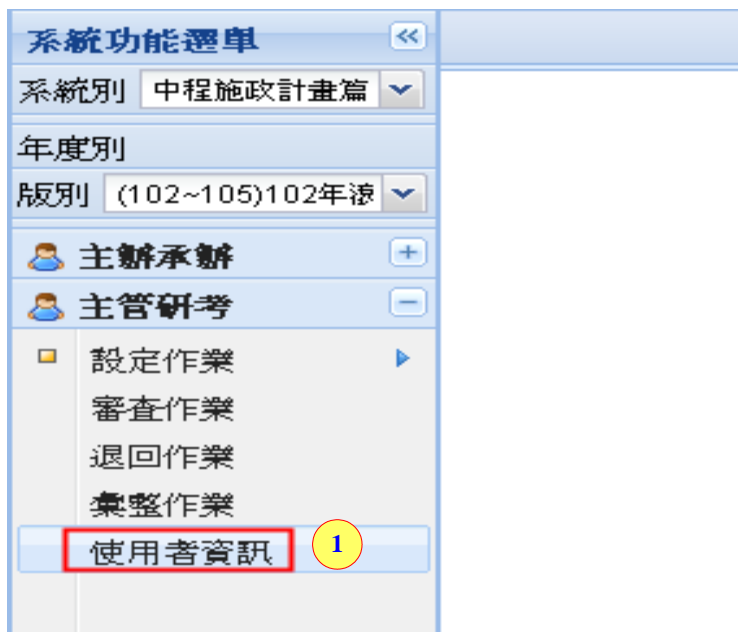 系統功能選單
系統別 中程施政計畫篇
年度別
版別 (102~105)102年滾
主辦承辦
主管研考
設定作業
審查作業
退回作業
彙整作業
使用者資訊 1